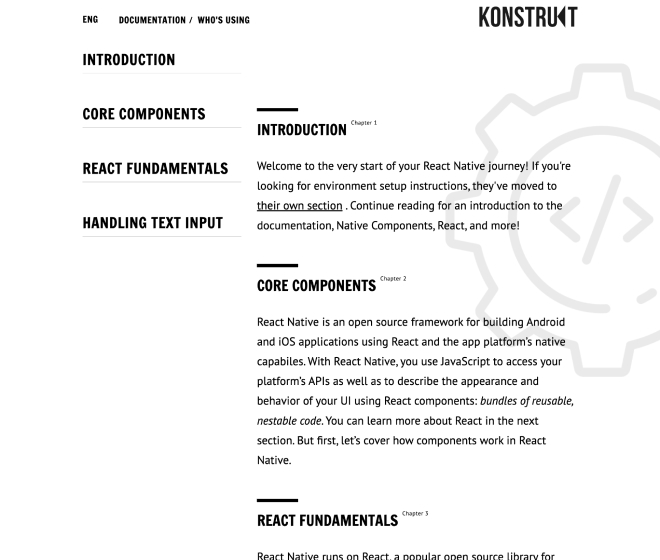 ENG DOCUMENTATION / WHO'S USING
KONSTRUKT
INTRODUCTION
CORE COMPONENTS
REACT FUNDAMENTALS
HANDLING TEXT INPUT
INTRODUCTION Chapter 1
Welcome to the very start of your React Native journey! If you're
looking for environment setup instructions, they've moved to
their own section . Continue reading for an introduction to the
documentation, Native Components, React, and more!
CORE COMPONENTS Chapter 2
React Native is an open source framework for building Android
and iOS applications using React and the app platform's native
capabiles. With React Native, you use JavaScript to access your
platform's APIs as well as to describe the appearance and
behavior of your UI using React components: bundles of reusable,
nestable code. You can learn more about React in the next
section. But first, let's cover how components work in React
Native.
REACT FUNDAMENTALS Chapter 3
React Native runs on React, a popular open source library for